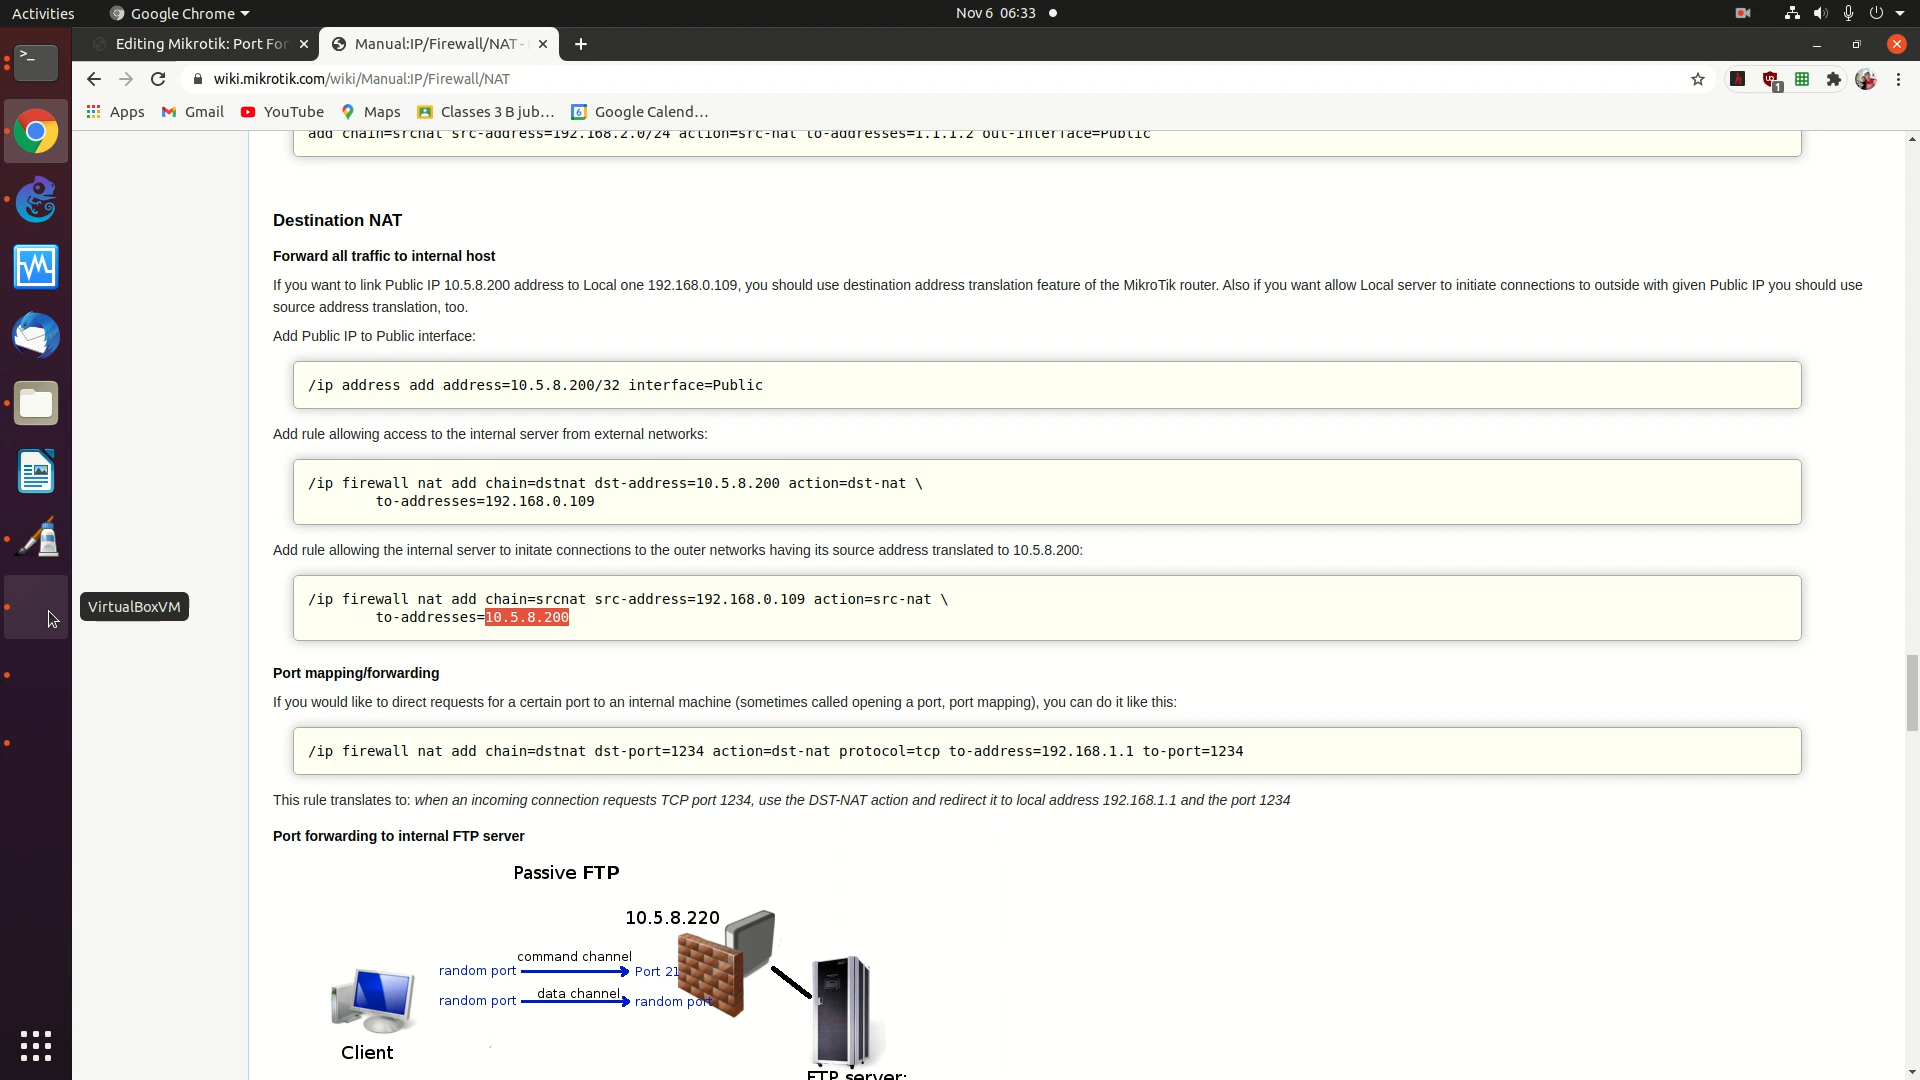 Activities
Google Chrome
Nov 6 06:33
Editing Mikrotik: Port For
Manual:IP/Firewall/NAT -
wiki.mikrotik.com/wiki/Manual:IP/Firewall/NAT
1
Apps
Gmail
YouTube
Maps
Classes 3 B jub...
6
Google Calend...
add chain=srcnat src-address=192.168.2.0/24 action=src-nat to-addresses=1.1.1.2 out-interface=Public
Destination NAT
Forward all traffic to internal host
If you want to link Public IP 10.5.8.200 address to Local one 192.168.0.109, you should use destination address translation feature of the MikroTik router. Also if you want allow Local server to initiate connections to outside with given Public IP you should use
source address translation, too.
Add Public IP to Public interface:
/ip address add address=10.5.8.200/32 interface=Public
Add rule allowing access to the internal server from external networks:
/ip firewall nat add chain=dstnat dst-address=10.5.8.200 action=dst-nat \
to-addresses=192.168.0.109
Add rule allowing the internal server to initate connections to the outer networks having its source address translated to 10.5.8.200:
/ip firewall nat add chain=srcnat src-address=192.168.0.109 action=src-nat \
to-addresses=10.5.8.200
VirtualBoxVM
Port mapping/forwarding
If you would like to direct requests for a certain port to an internal machine (sometimes called opening a port, port mapping), you can do it like this:
/ip firewall nat add chain=dstnat dst-port=1234 action=dst-nat protocol=tcp to-address=192.168.1.1 to-port=1234
This rule translates to: when an incoming connection requests TCP port 1234, use the DST-NAT action and redirect it to local address 192.168.1.1 and the port 1234
Port forwarding to internal FTP server
Passive FTP
10.5.8.220
command channel
random port
Port 21
data channel
random port
random port
Client
FTP server: